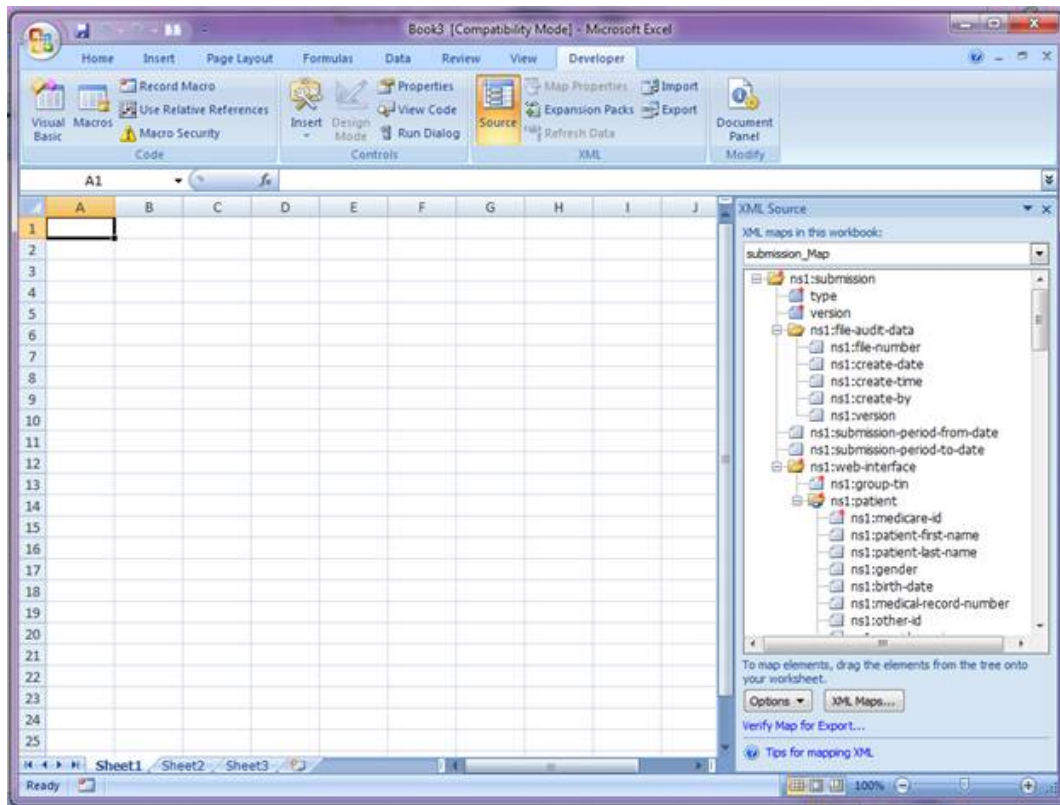 Book3 [Compatibility Mode] - Microsoft Excel
Home Insert Page Layout Formulas Data Review View Developer
Visual Basic
Macros
Record Macro
Use Relative References
Macro Security
Code
Insert
Design Mode
Properties
View Code
Run Dialog
Controls
Source
Map Properties
Expansion Packs
Refresh Data
Import
Export
XML
Document Panel
Modify
A1 fx
A B C D E F G H I J
1
2
3
4
5
6
7
8
9
10
11
12
13
14
15
16
17
18
19
20
21
22
23
24
25
XML Source
XML maps in this workbook:
submission_Map
ns1:submission
type
version
ns1:file-audit-data
ns1:file-number
ns1:create-date
ns1:create-time
ns1:create-by
ns1:version
ns1:submission-period-from-date
ns1:submission-period-to-date
ns1:web-interface
ns1:group-tin
ns1:patient
ns1:medicare-id
ns1:patient-first-name
ns1:patient-last-name
ns1:gender
ns1:birth-date
ns1:medical-record-number
ns1:other-id
To map elements, drag the elements from the tree onto
your worksheet.
Options XML Maps...
Verify Map for Export...
Tips for mapping XML
Sheet1 Sheet2 Sheet3
Ready 100%